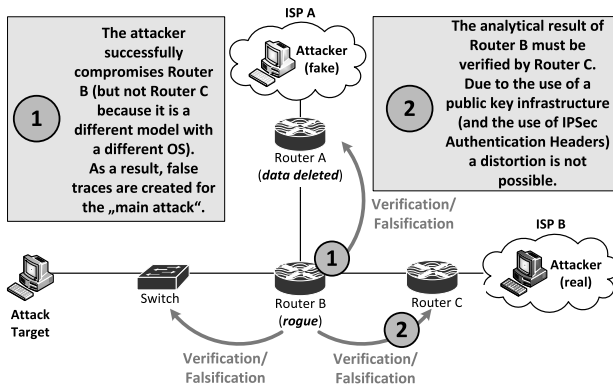 ISP A
The attacker
successfully
compromises Router
B (but not Router C
because it is a
different model with
a different OS).
As a result, false
traces are created for
the „main attack“.
1
Attacker
(fake)
2
The analytical result of
Router B must be
verified by Router C.
Due to the use of a
public key infrastructure
(and the use of IPSec
Authentication Headers)
a distortion is not
possible.
Router A
(data deleted)
Verification/
Falsification
ISP B
1
Attacker
(real)
Attack
Target
Switch
Router B
(rogue)
Router C
2
Verification/
Falsification
Verification/
Falsification